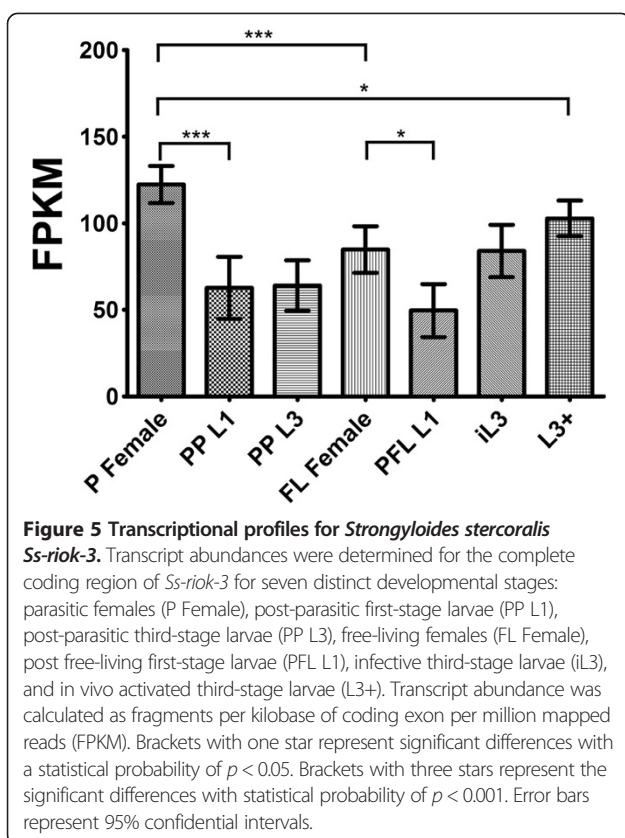 200
150
100
50
0
FPKM
***
*
***
*
P Female
PP L1
PP L3
FL Female
PFL L1
iL3
L3+
Figure 5 Transcriptional profiles for Strongyloides stercoralis
Ss-riok-3. Transcript abundances were determined for the complete
coding region of Ss-riok-3 for seven distinct developmental stages:
parasitic females (P Female), post-parasitic first-stage larvae (PP L1),
post-parasitic third-stage larvae (PP L3), free-living females (FL Female),
post free-living first-stage larvae (PFL L1), infective third-stage larvae (iL3),
and in vivo activated third-stage larvae (L3+). Transcript abundance was
calculated as fragments per kilobase of coding exon per million mapped
reads (FPKM). Brackets with one star represent significant differences with
a statistical probability of p < 0.05. Brackets with three stars represent the
significant differences with statistical probability of p < 0.001. Error bars
represent 95% confidential intervals.